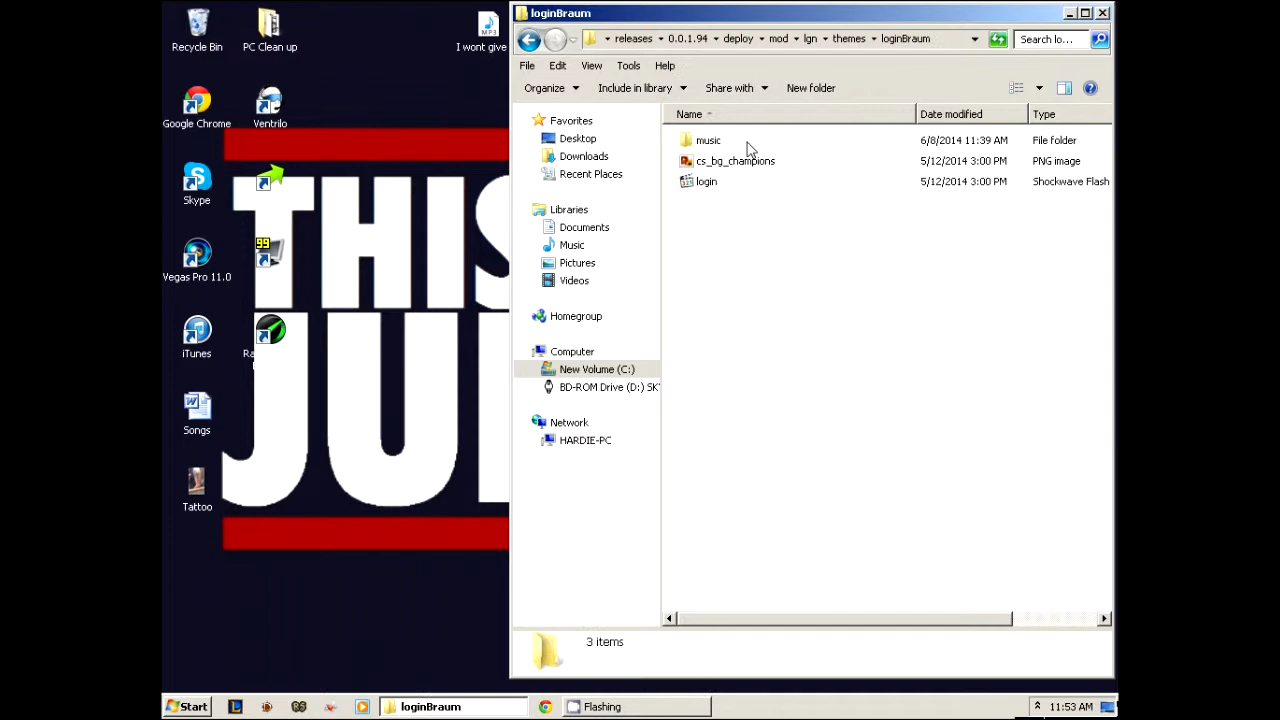 loginBraum
releases 0.0.1.94 deploy mod lgn themes loginBraum
Search lo...
File Edit View Tools Help
Organize Include in library Share with New folder
Name Date modified Type
music 6/8/2014 11:39 AM File folder
cs_bg_champions 5/12/2014 3:00 PM PNG image
login 5/12/2014 3:00 PM Shockwave Flash
Favorites
Desktop
Downloads
Recent Places
Libraries
Documents
Music
Pictures
Videos
Homegroup
Computer
New Volume (C:)
BD-ROM Drive (D:) SK
Network
HARDIE-PC
3 items
Recycle Bin
PC Clean up
I wont give
MP3
Google Chrome
Ventrilo
Skype
Vegas Pro 11.0
99
iTunes
Ra
Songs
Tattoo
THIS
JU
Start
loginBraum
Flashing
11:53 AM